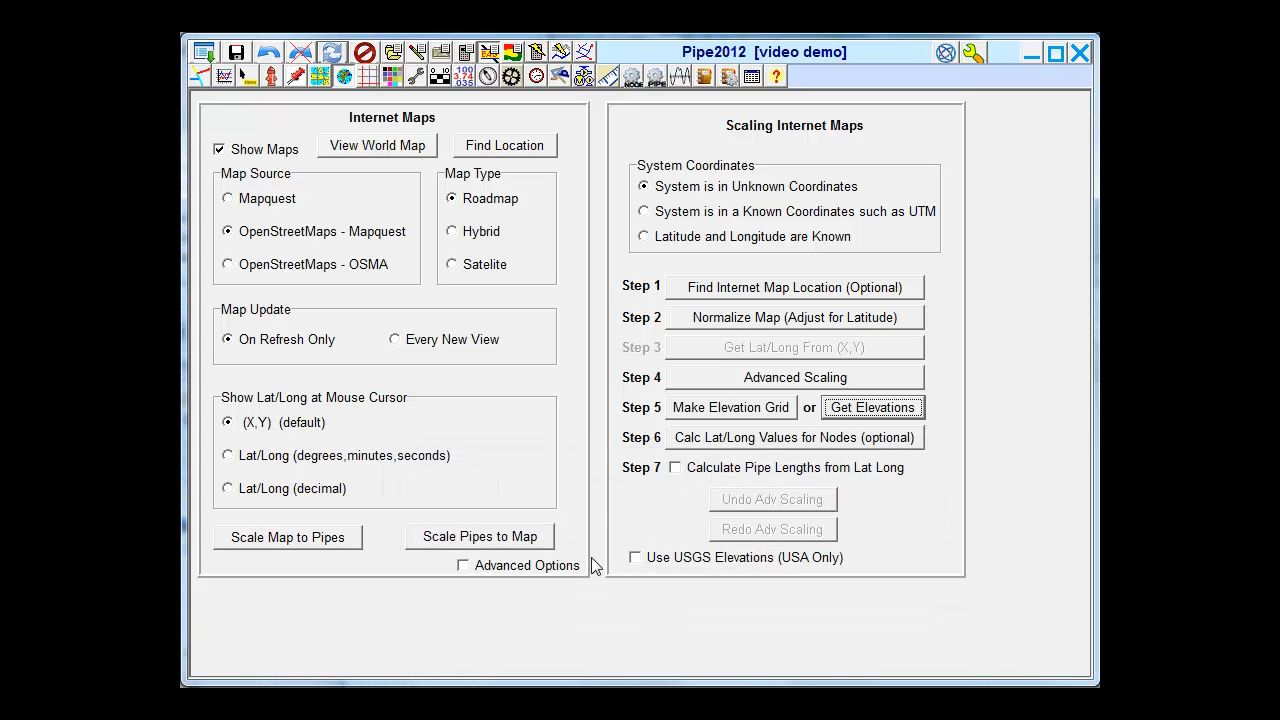 Pipe2012 [video demo]
100
3.74
.035
NODE
PIPE
?
Internet Maps
Show Maps
View World Map
Find Location
Map Source
Mapquest
OpenStreetMaps - Mapquest
OpenStreetMaps - OSMA
Map Type
Roadmap
Hybrid
Satelite
Map Update
On Refresh Only
Every New View
Show Lat/Long at Mouse Cursor
(X,Y) (default)
Lat/Long (degrees,minutes,seconds)
Lat/Long (decimal)
Scale Map to Pipes
Scale Pipes to Map
Advanced Options
Scaling Internet Maps
System Coordinates
System is in Unknown Coordinates
System is in a Known Coordinates such as UTM
Latitude and Longitude are Known
Step 1 Find Internet Map Location (Optional)
Step 2 Normalize Map (Adjust for Latitude)
Step 3 Get Lat/Long From (X,Y)
Step 4 Advanced Scaling
Step 5 Make Elevation Grid or Get Elevations
Step 6 Calc Lat/Long Values for Nodes (optional)
Step 7 Calculate Pipe Lengths from Lat Long
Undo Adv Scaling
Redo Adv Scaling
Use USGS Elevations (USA Only)